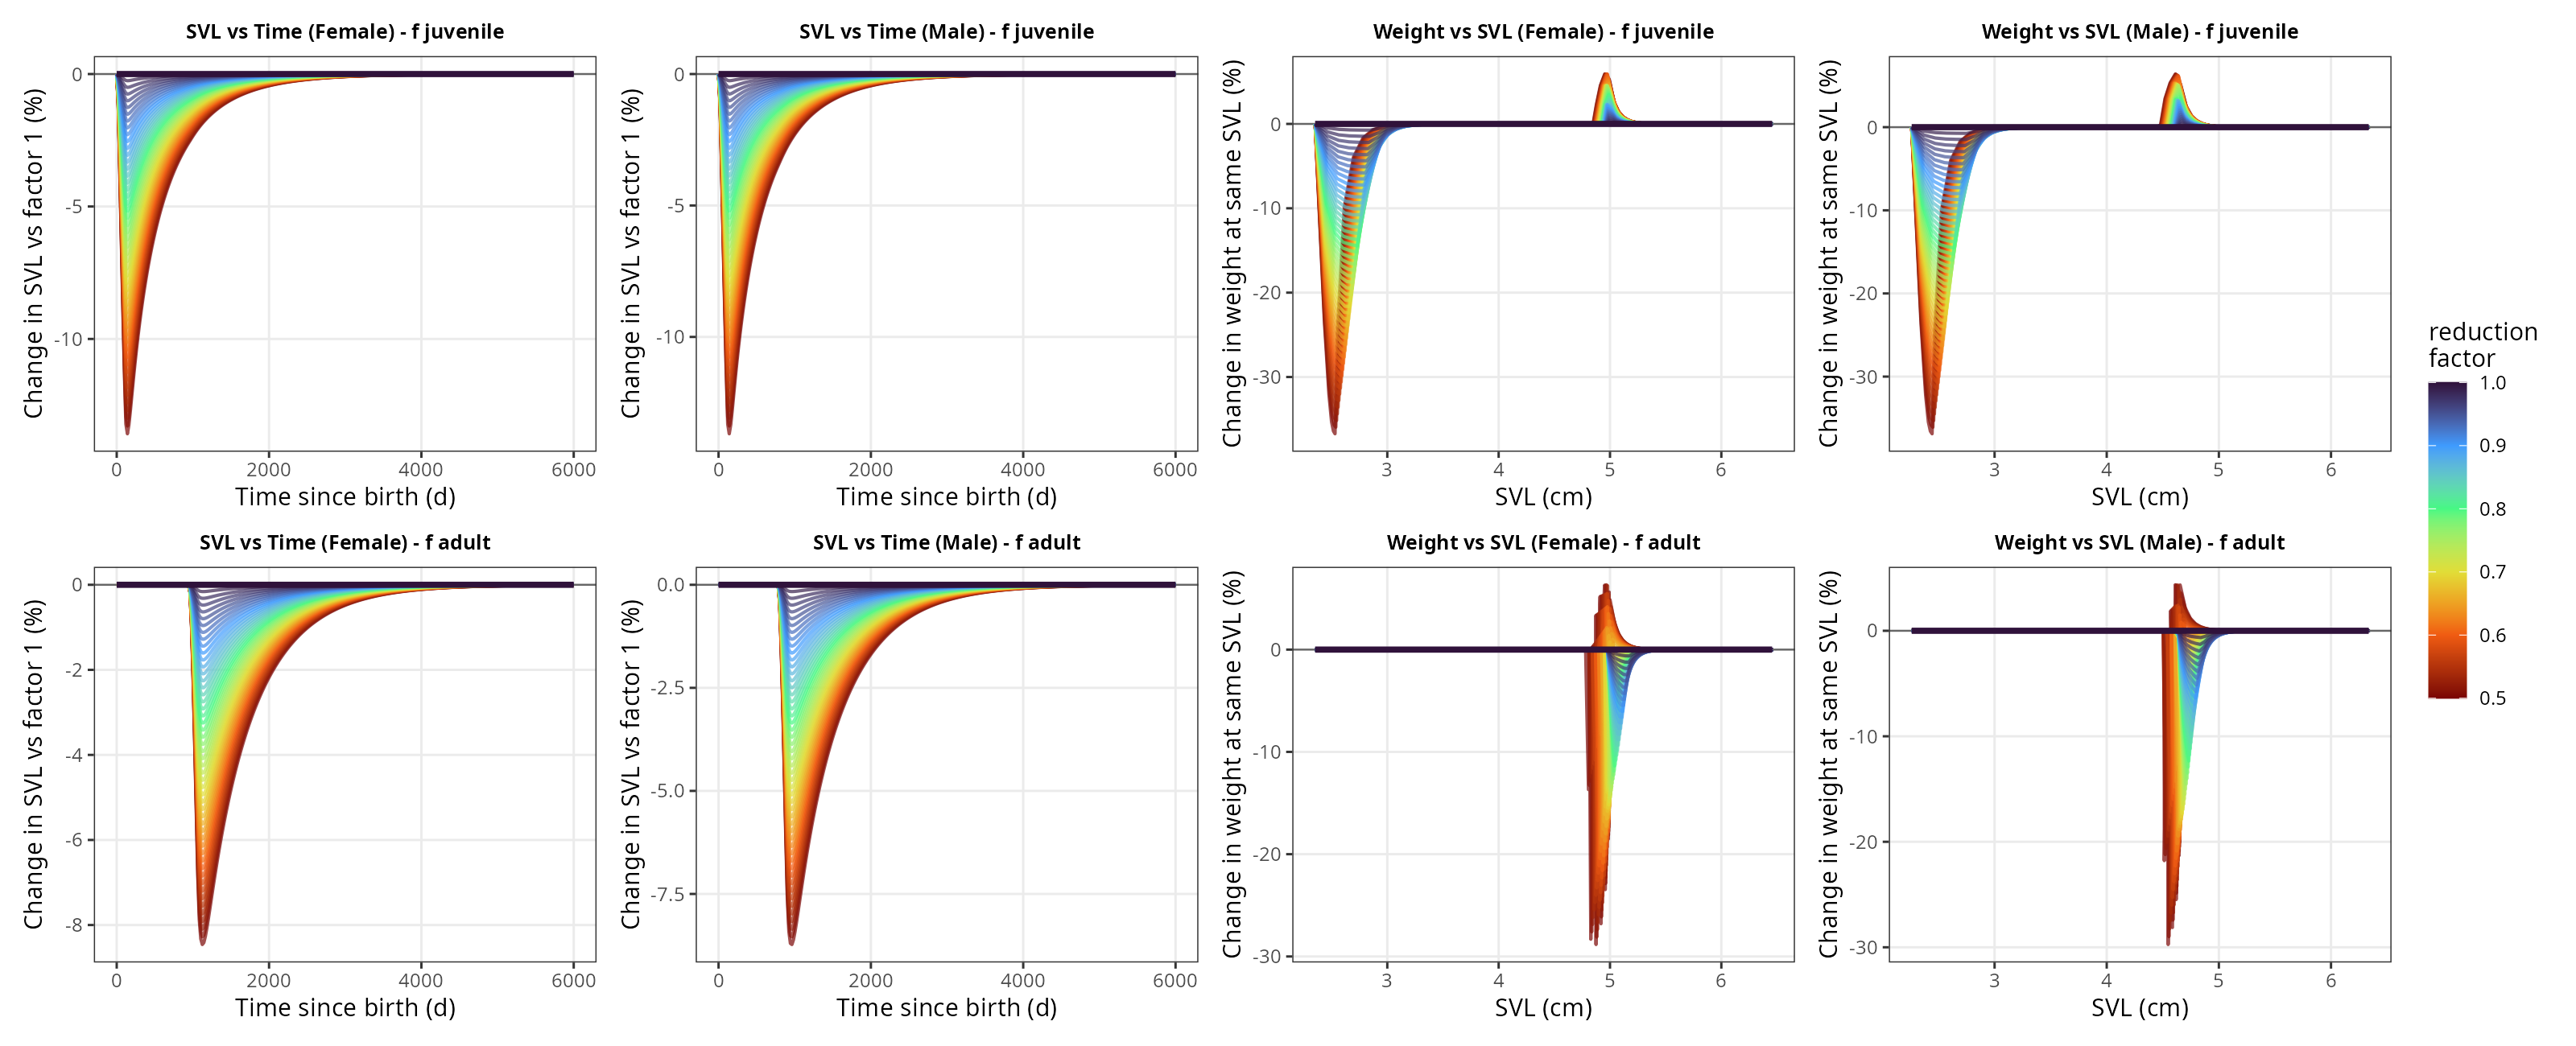 SVL vs Time (Female) - f juvenile
SVL vs Time (Male) - f juvenile
Weight vs SVL (Female) - f juvenile
Weight vs SVL (Male) - f juvenile
Change in SVL vs factor 1 (%)
0
-5
-10
0
2000
4000
6000
Time since birth (d)
Change in SVL vs factor 1 (%)
0
-5
-10
0
2000
4000
6000
Time since birth (d)
Change in weight at same SVL (%)
0
-10
-20
-30
3
4
5
6
SVL (cm)
Change in weight at same SVL (%)
0
-10
-20
-30
3
4
5
6
SVL (cm)
reduction
factor
1.0
0.9
0.8
0.7
0.6
0.5
SVL vs Time (Female) - f adult
SVL vs Time (Male) - f adult
Weight vs SVL (Female) - f adult
Weight vs SVL (Male) - f adult
Change in SVL vs factor 1 (%)
0
-2
-4
-6
-8
0
2000
4000
6000
Time since birth (d)
Change in SVL vs factor 1 (%)
0.0
-2.5
-5.0
-7.5
0
2000
4000
6000
Time since birth (d)
Change in weight at same SVL (%)
0
-10
-20
-30
3
4
5
6
SVL (cm)
Change in weight at same SVL (%)
0
-10
-20
-30
3
4
5
6
SVL (cm)